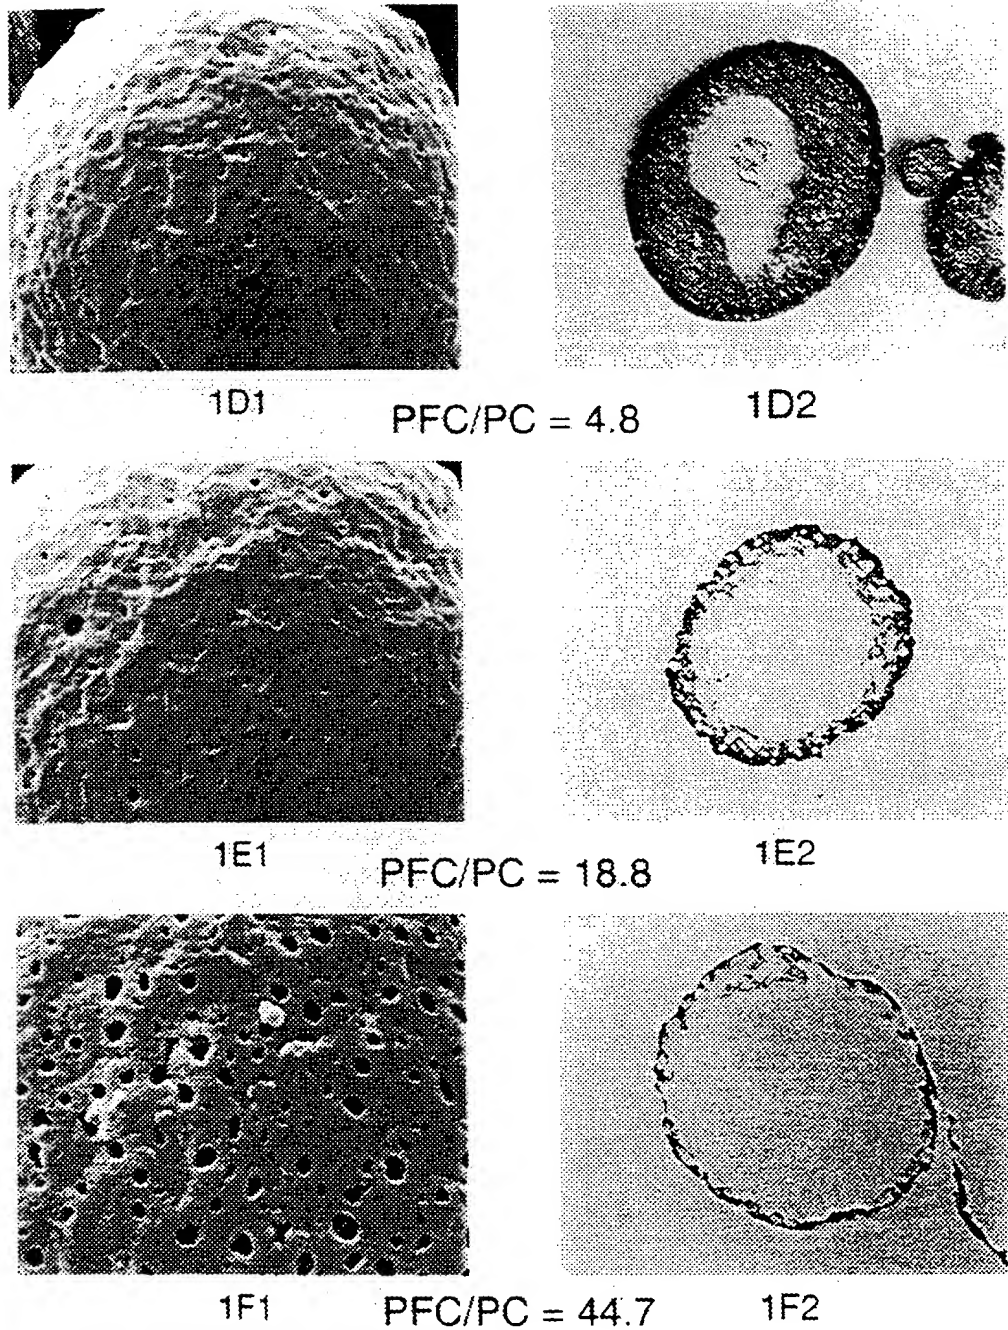 1D1
PFC/PC = 4.8
1D2
1E1
PFC/PC = 18.8
1E2
1F1
PFC/PC = 44.7
1F2